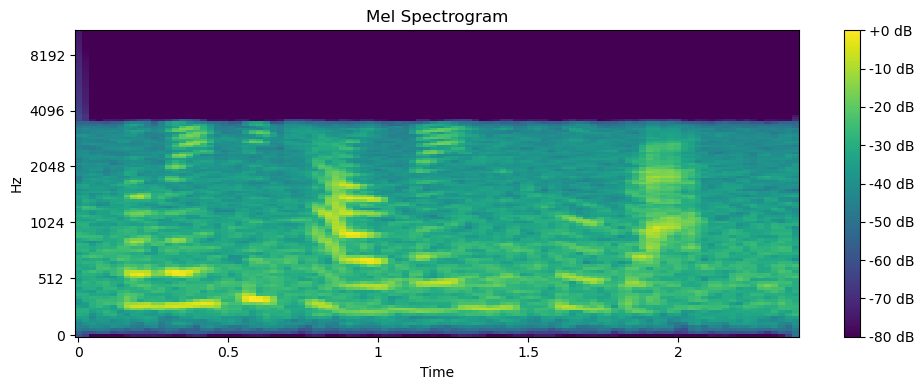 Mel Spectrogram
Hz
8192
4096
2048
1024
512
0
0
0.5
1
1.5
2
Time
+0 dB
-10 dB
-20 dB
-30 dB
-40 dB
-50 dB
-60 dB
-70 dB
-80 dB